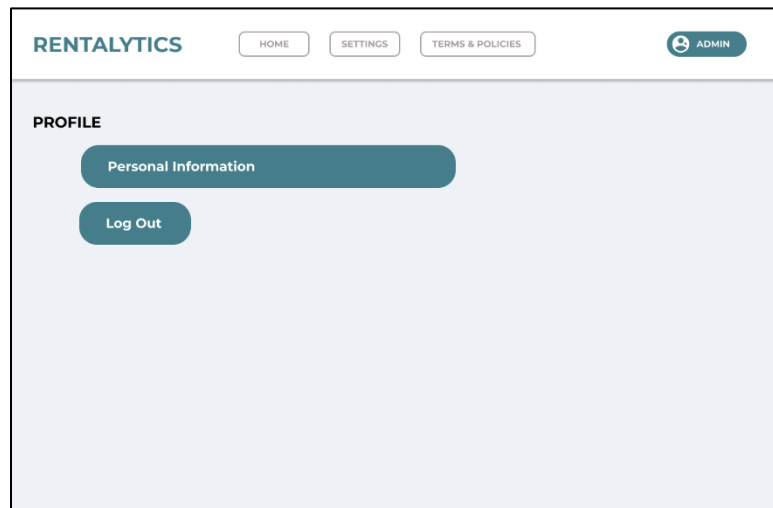 RENTALYTICS
HOME
SETTINGS
TERMS & POLICIES
ADMIN
PROFILE
Personal Information
Log Out